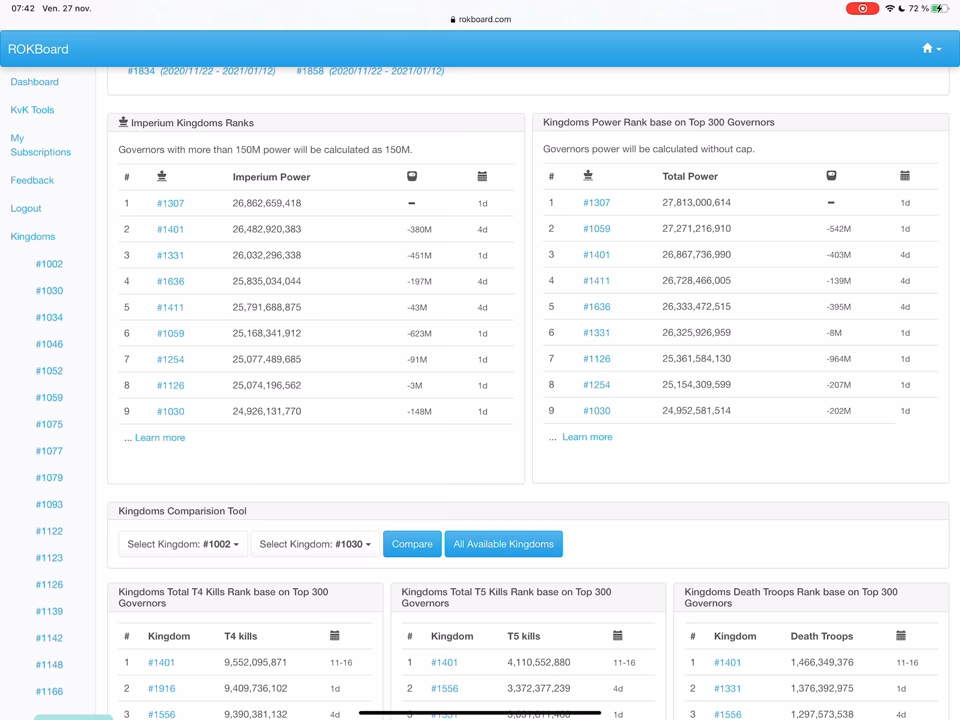 07:42 Ven. 27 nov.
72 %
rokboard.com
ROKBoard
Dashboard
KvK Tools
My
Subscriptions
Feedback
Logout
Kingdoms
#1002
#1030
#1034
#1046
#1052
#1059
#1075
#1077
#1079
#1093
#1122
#1123
#1126
#1139
#1142
#1148
#1166
#1834 (2020/11/22 - 2021/01/12) #1858 (2020/11/22 - 2021/01/12)
Imperium Kingdoms Ranks
Governors with more than 150M power will be calculated as 150M.
# Imperium Power
1 #1307 26,862,659,418 – 1d
2 #1401 26,482,920,383 -380M 4d
3 #1331 26,032,296,338 -451M 1d
4 #1636 25,835,034,044 -197M 4d
5 #1411 25,791,688,875 -43M 4d
6 #1059 25,168,341,912 -623M 1d
7 #1254 25,077,489,685 -91M 1d
8 #1126 25,074,196,562 -3M 1d
9 #1030 24,926,131,770 -148M 1d
... Learn more
Kingdoms Power Rank base on Top 300 Governors
Governors power will be calculated without cap.
# Total Power
1 #1307 27,813,000,614 – 1d
2 #1059 27,271,216,910 -542M 1d
3 #1401 26,867,736,990 -403M 4d
4 #1411 26,728,466,005 -139M 4d
5 #1636 26,333,472,515 -395M 4d
6 #1331 26,325,926,959 -8M 1d
7 #1126 25,361,584,130 -964M 1d
8 #1254 25,154,309,599 -207M 1d
9 #1030 24,952,581,514 -202M 1d
... Learn more
Kingdoms Comparision Tool
Select Kingdom: #1002 Select Kingdom: #1030 Compare All Available Kingdoms
Kingdoms Total T4 Kills Rank base on Top 300
Governors
# Kingdom T4 kills
1 #1401 9,552,095,871 11-16
2 #1916 9,409,736,102 1d
3 #1556 9,390,381,132 4d
Kingdoms Total T5 Kills Rank base on Top 300
Governors
# Kingdom T5 kills
1 #1401 4,110,552,880 11-16
2 #1556 3,372,377,239 4d
3 #1331 1d
Kingdoms Death Troops Rank base on Top 300
Governors
# Kingdom Death Troops
1 #1401 1,466,349,376 11-16
2 #1331 1,376,392,975 1d
3 #1556 1,297,573,538 4d